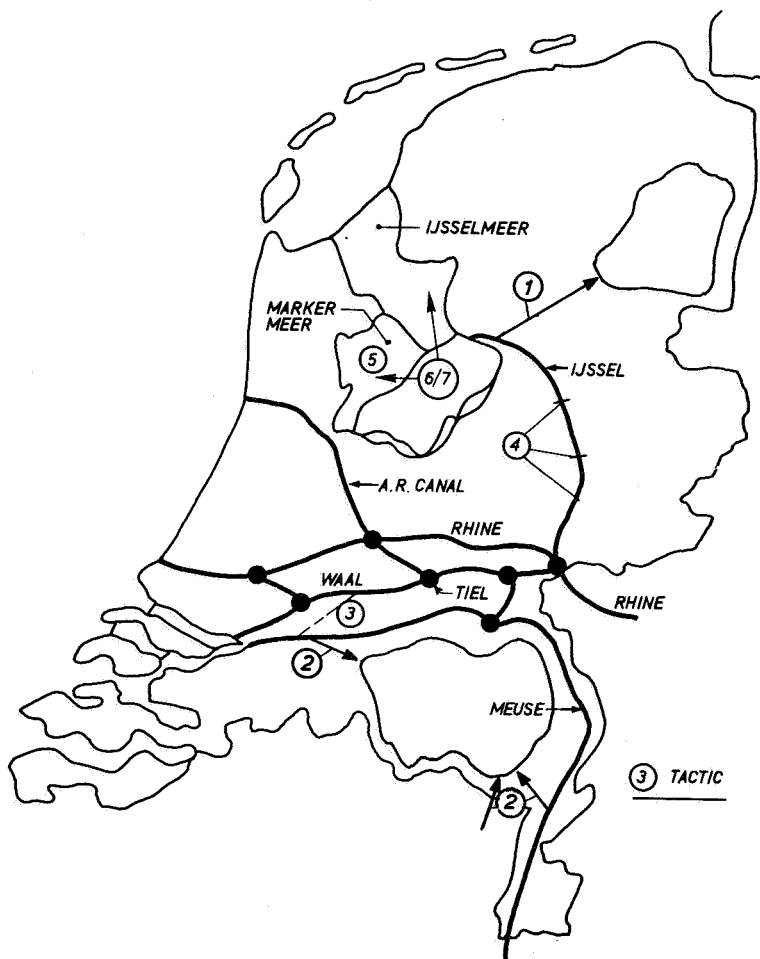 IJSSELMEER
1
MARKER
MEER
5
6/7
IJSSEL
4
A.R. CANAL
RHINE
WAAL
TIEL
3
RHINE
2
MEUSE
3 TACTIC
2